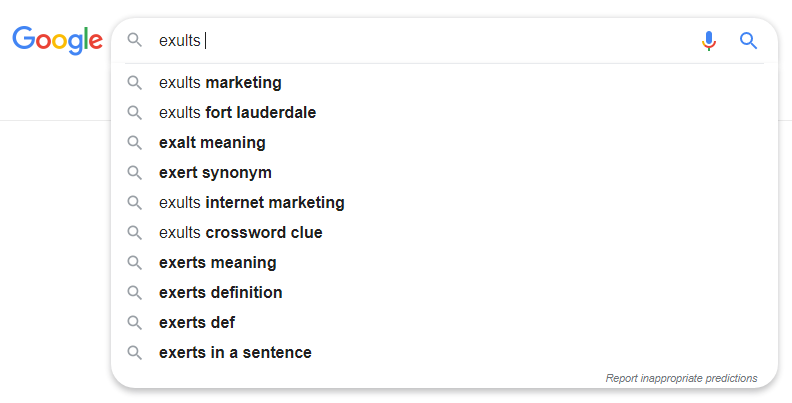 Google
exults
exults marketing
exults fort lauderdale
exalt meaning
exert synonym
exults internet marketing
exults crossword clue
exerts meaning
exerts definition
exerts def
exerts in a sentence
Report inappropriate predictions